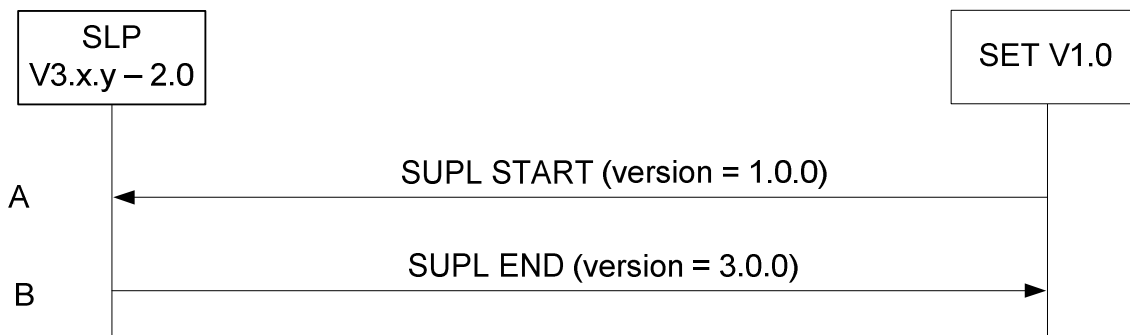 SLP
V3.x.y – 2.0
SET V1.0
SUPL START (version = 1.0.0)
A
SUPL END (version = 3.0.0)
B